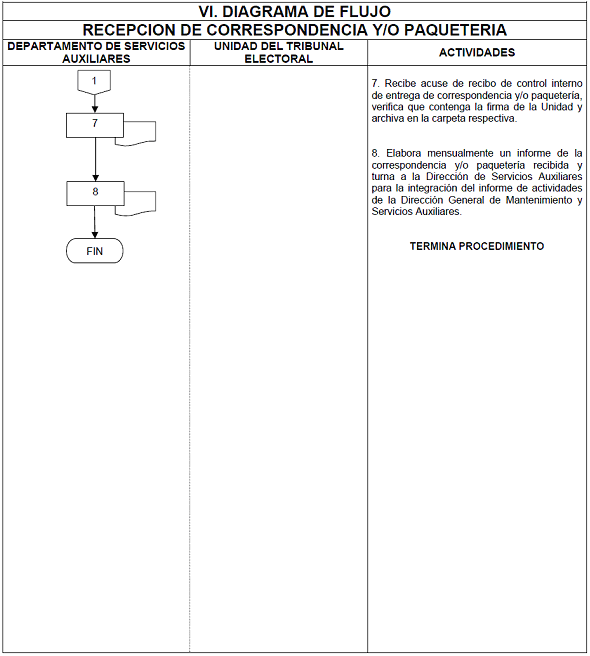 VI. DIAGRAMA DE FLUJO
RECEPCION DE CORRESPONDENCIA Y/O PAQUETERIA
DEPARTAMENTO DE SERVICIOS
AUXILIARES
UNIDAD DEL TRIBUNAL
ELECTORAL
ACTIVIDADES
1
7
8
FIN
7. Recibe acuse de recibo de control interno
de entrega de correspondencia y/o paquetería,
verifica que contenga la firma de la Unidad y
archiva en la carpeta respectiva.
8. Elabora mensualmente un informe de la
correspondencia y/o paquetería recibida y
turna a la Dirección de Servicios Auxiliares
para la integración del informe de actividades
de la Dirección General de Mantenimiento y
Servicios Auxiliares.
TERMINA PROCEDIMIENTO